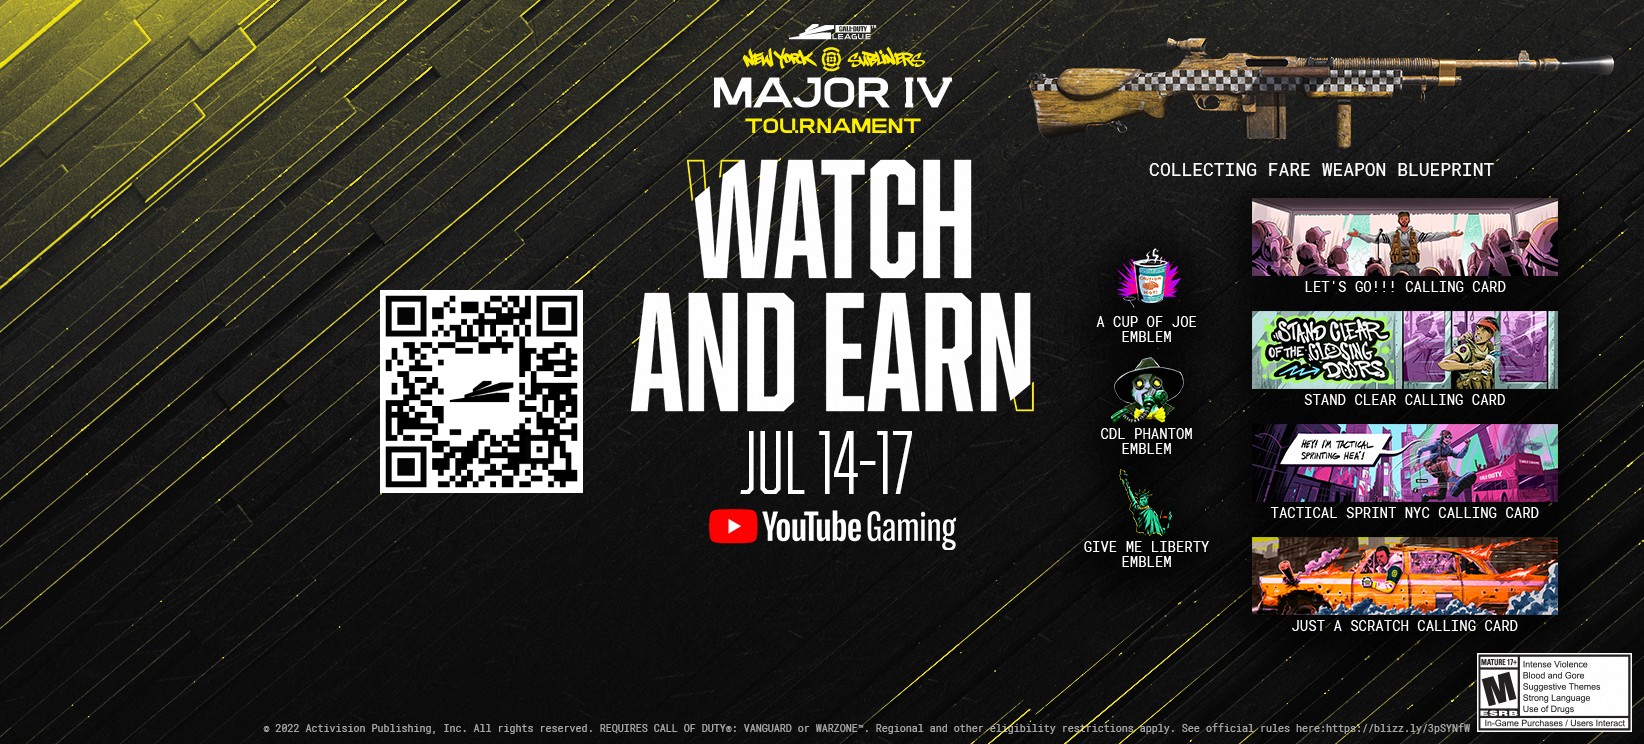 CALL OF DUTY
LEAGUE
NEW YORK SUBLINERS
MAJOR IV
TOURNAMENT
WATCH
AND EARN
JUL 14-17
YouTube Gaming
COLLECTING FARE WEAPON BLUEPRINT
A CUP OF JOE
EMBLEM
CDL PHANTOM
EMBLEM
GIVE ME LIBERTY
EMBLEM
LET'S GO!!! CALLING CARD
STAND CLEAR
OF THE CLOSING
DOORS
STAND CLEAR CALLING CARD
HEY! I'M TACTICAL
SPRINTING HEA'!
CALL OF DUTY
TACTICAL SPRINT NYC CALLING CARD
JUST A SCRATCH CALLING CARD
MATURE 17+
M
ESRB
Intense Violence
Blood and Gore
Suggestive Themes
Strong Language
Use of Drugs
In-Game Purchases / Users Interact
© 2022 Activision Publishing, Inc. All rights reserved. REQUIRES CALL OF DUTY®: VANGUARD or WARZONE™. Regional and other eligibility restrictions apply. See official rules here:https://blizz.ly/3pSYNfW